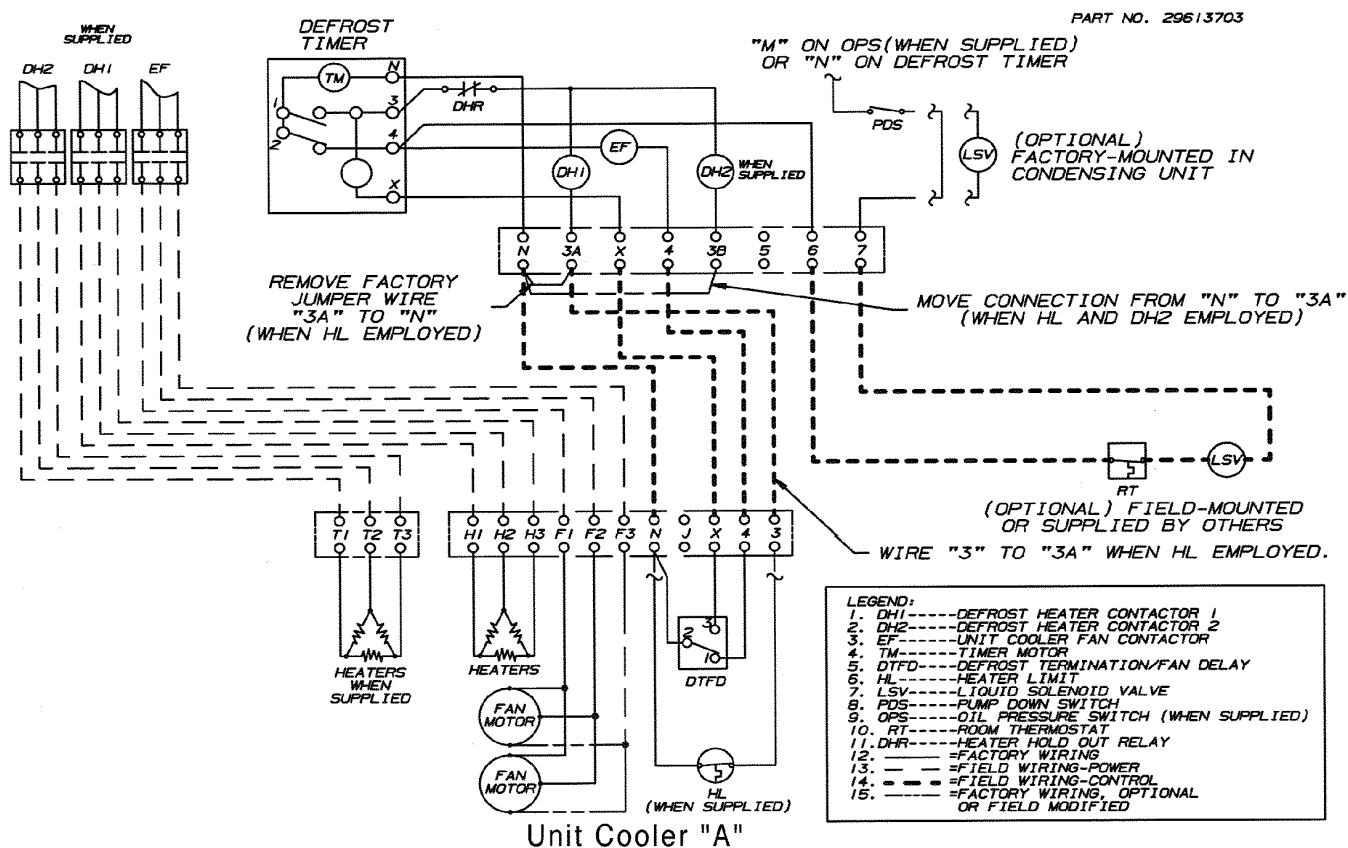 PART NO. 29613703
WHEN
SUPPLIED
DH2 DH1 EF
DEFROST
TIMER
TM
N
1
3
2
4
X
DHR
EF
DH1
DH2
WHEN
SUPPLIED
"M" ON OPS(WHEN SUPPLIED)
OR "N" ON DEFROST TIMER
PDS
LSV
(OPTIONAL)
FACTORY-MOUNTED IN
CONDENSING UNIT
N 3A X 4 3B 5 6 7
REMOVE FACTORY
JUMPER WIRE
"3A" TO "N"
(WHEN HL EMPLOYED)
MOVE CONNECTION FROM "N" TO "3A"
(WHEN HL AND DH2 EMPLOYED)
RT
LSV
(OPTIONAL) FIELD-MOUNTED
OR SUPPLIED BY OTHERS
WIRE "3" TO "3A" WHEN HL EMPLOYED.
T1 T2 T3
H1 H2 H3 F1 F2 F3 N J X 4 3
HEATERS
WHEN
SUPPLIED
HEATERS
3
2
1
DTFD
FAN
MOTOR
FAN
MOTOR
HL
(WHEN SUPPLIED)
LEGEND:
1. DH1-----DEFROST HEATER CONTACTOR 1
2. DH2-----DEFROST HEATER CONTACTOR 2
3. EF------UNIT COOLER FAN CONTACTOR
4. TM------TIMER MOTOR
5. DTFD----DEFROST TERMINATION/FAN DELAY
6. HL------HEATER LIMIT
7. LSV-----LIQUID SOLENOID VALVE
8. PDS-----PUMP DOWN SWITCH
9. OPS-----OIL PRESSURE SWITCH (WHEN SUPPLIED)
10. RT-----ROOM THERMOSTAT
11. DHR-----HEATER HOLD OUT RELAY
12. =FACTORY WIRING
13. =FIELD WIRING-POWER
14. =FIELD WIRING-CONTROL
15. =FACTORY WIRING, OPTIONAL
OR FIELD MODIFIED
Unit Cooler "A"